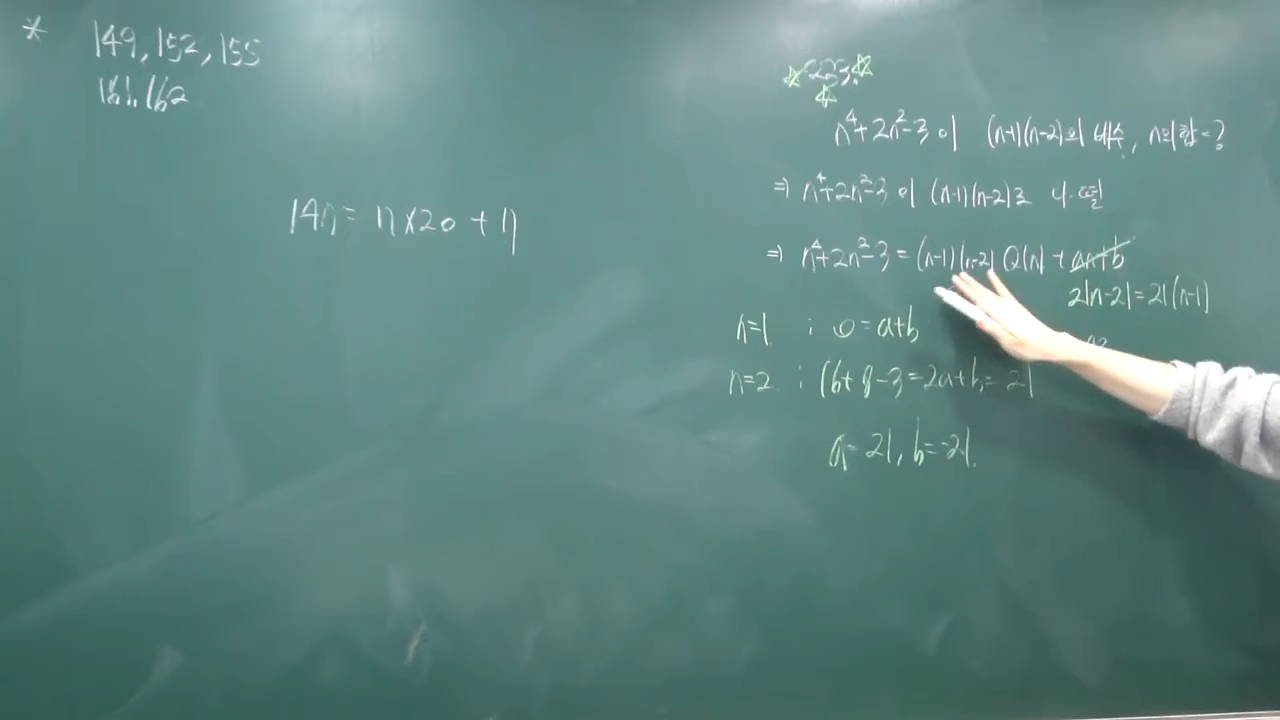 * 149, 152, 155
161. 162
147 = 17×20 + 17
223.
n⁴+2n²-3이 (n-1)(n-2)의 배수, n의 합=?
⇒ n⁴+2n²-3이 (n-1)(n-2)로 나.떨
⇒ n⁴+2n²-3 = (n-1)(n-2)Q(n) + an+b
21n-21=21(n-1)
n=1 : 0=a+b
n=2 : 16+8-3=2a+b=21
a=21, b=-21.